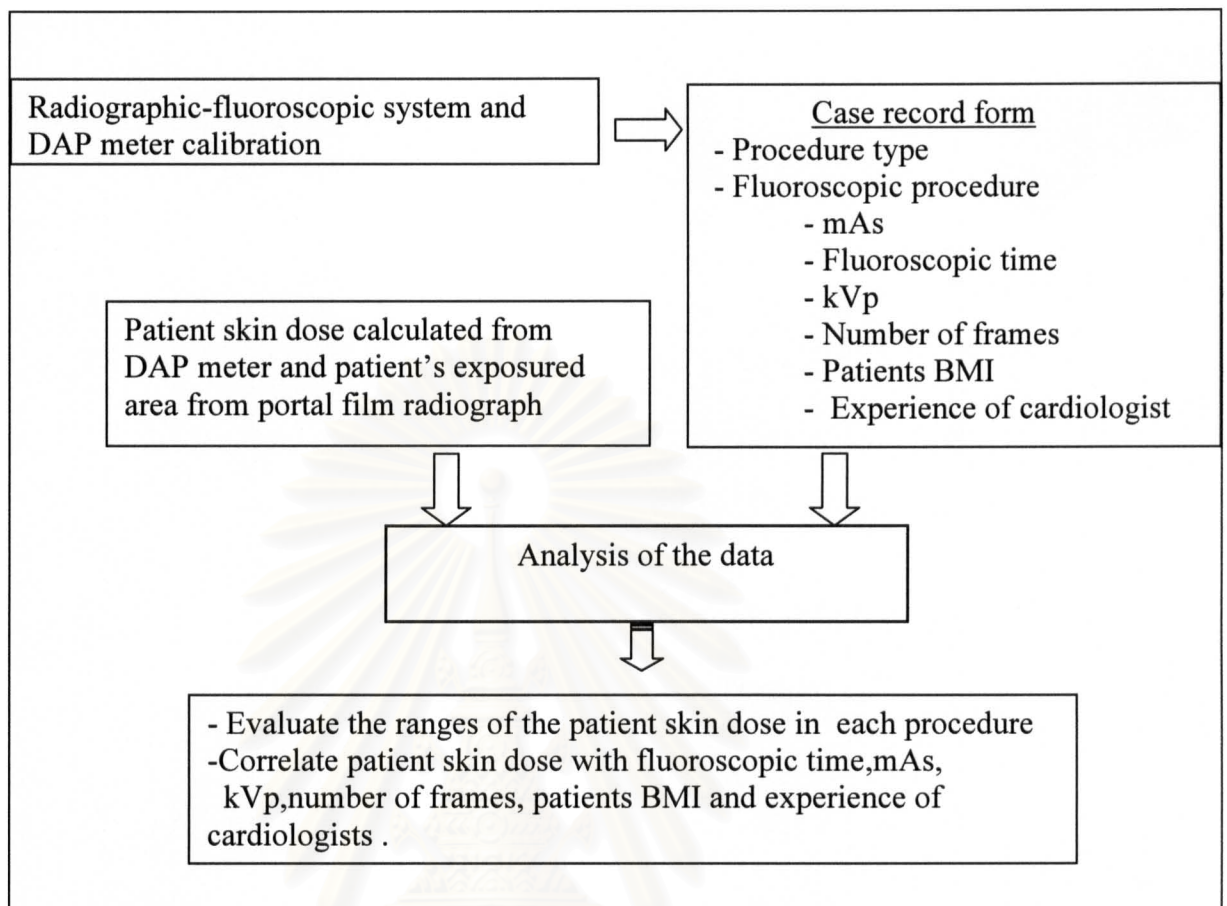 Radiographic-fluoroscopic system and
DAP meter calibration
Case record form
- Procedure type
- Fluoroscopic procedure
- mAs
- Fluoroscopic time
- kVp
- Number of frames
- Patients BMI
- Experience of cardiologist
Patient skin dose calculated from
DAP meter and patient's exposured
area from portal film radiograph
Analysis of the data
- Evaluate the ranges of the patient skin dose in each procedure
-Correlate patient skin dose with fluoroscopic time,mAs,
kVp,number of frames, patients BMI and experience of
cardiologists .